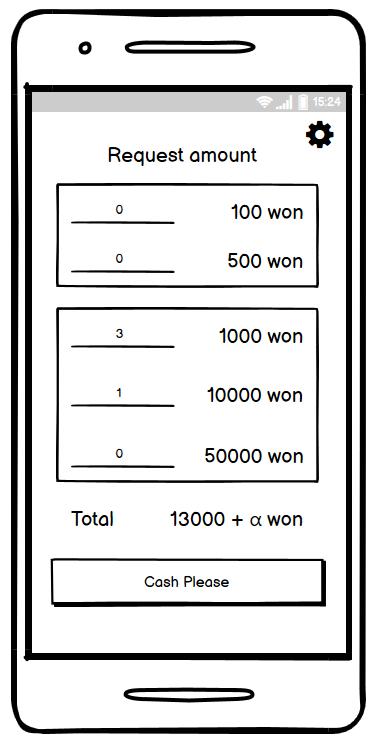 15:24
Request amount
0 100 won
0 500 won
3 1000 won
1 10000 won
0 50000 won
Total 13000 + α won
Cash Please